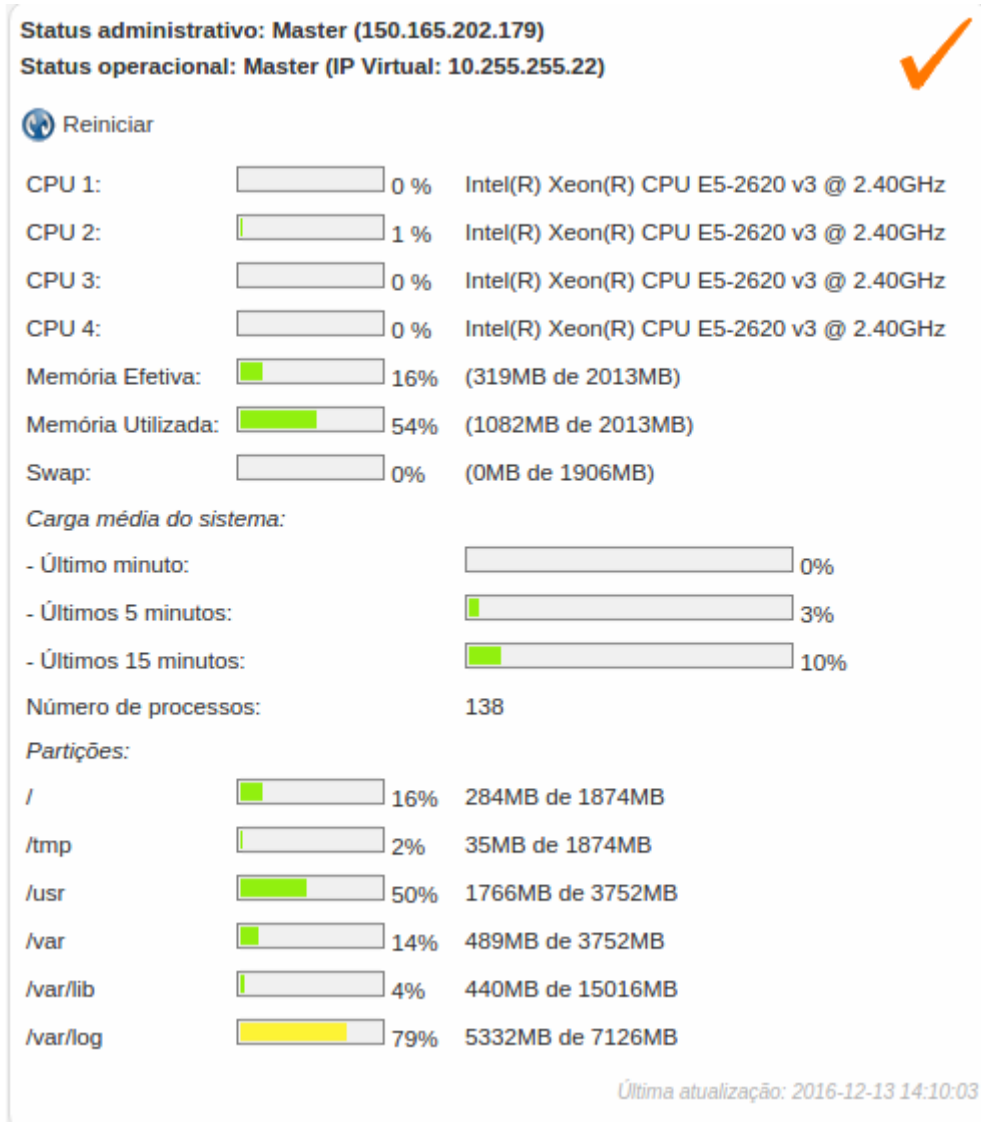 Status administrativo: Master (150.165.202.179)
Status operacional: Master (IP Virtual: 10.255.255.22)
Reiniciar
CPU 1: 0 % Intel(R) Xeon(R) CPU E5-2620 v3 @ 2.40GHz
CPU 2: 1 % Intel(R) Xeon(R) CPU E5-2620 v3 @ 2.40GHz
CPU 3: 0 % Intel(R) Xeon(R) CPU E5-2620 v3 @ 2.40GHz
CPU 4: 0 % Intel(R) Xeon(R) CPU E5-2620 v3 @ 2.40GHz
Memória Efetiva: 16% (319MB de 2013MB)
Memória Utilizada: 54% (1082MB de 2013MB)
Swap: 0% (0MB de 1906MB)
Carga média do sistema:
- Último minuto: 0%
- Últimos 5 minutos: 3%
- Últimos 15 minutos: 10%
Número de processos: 138
Partições:
/ 16% 284MB de 1874MB
/tmp 2% 35MB de 1874MB
/usr 50% 1766MB de 3752MB
/var 14% 489MB de 3752MB
/var/lib 4% 440MB de 15016MB
/var/log 79% 5332MB de 7126MB
Última atualização: 2016-12-13 14:10:03